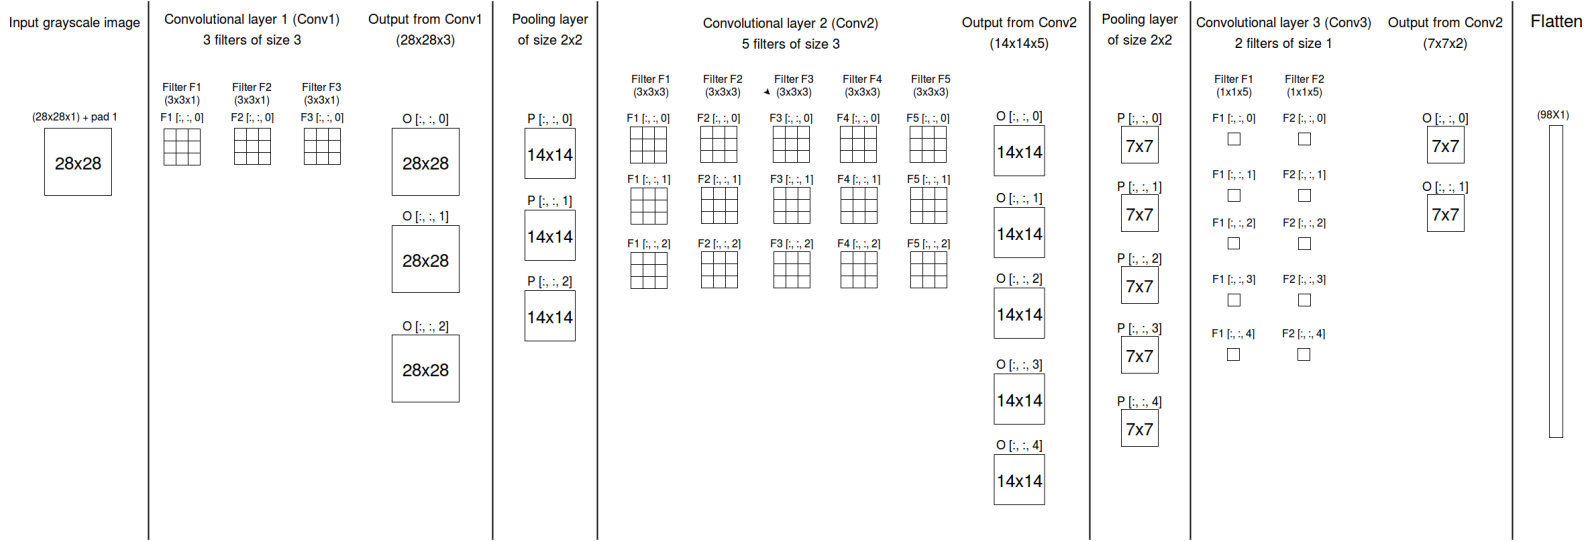 Input grayscale image
(28x28x1) + pad 1
28x28
Convolutional layer 1 (Conv1)
3 filters of size 3
Filter F1
(3x3x1)
F1 [:, :, 0]
Filter F2
(3x3x1)
F2 [:, :, 0]
Filter F3
(3x3x1)
F3 [:, :, 0]
Output from Conv1
(28x28x3)
O [:, :, 0]
28x28
O [:, :, 1]
28x28
O [:, :, 2]
28x28
Pooling layer
of size 2x2
P [:, :, 0]
14x14
P [:, :, 1]
14x14
P [:, :, 2]
14x14
Convolutional layer 2 (Conv2)
5 filters of size 3
Filter F1
(3x3x3)
Filter F2
(3x3x3)
Filter F3
(3x3x3)
Filter F4
(3x3x3)
Filter F5
(3x3x3)
F1 [:, :, 0]
F2 [:, :, 0]
F3 [:, :, 0]
F4 [:, :, 0]
F5 [:, :, 0]
F1 [:, :, 1]
F2 [:, :, 1]
F3 [:, :, 1]
F4 [:, :, 1]
F5 [:, :, 1]
F1 [:, :, 2]
F2 [:, :, 2]
F3 [:, :, 2]
F4 [:, :, 2]
F5 [:, :, 2]
Output from Conv2
(14x14x5)
O [:, :, 0]
14x14
O [:, :, 1]
14x14
O [:, :, 2]
14x14
O [:, :, 3]
14x14
O [:, :, 4]
14x14
Pooling layer
of size 2x2
P [:, :, 0]
7x7
P [:, :, 1]
7x7
P [:, :, 2]
7x7
P [:, :, 3]
7x7
P [:, :, 4]
7x7
Convolutional layer 3 (Conv3)
2 filters of size 1
Filter F1
(1x1x5)
Filter F2
(1x1x5)
F1 [:, :, 0]
F2 [:, :, 0]
F1 [:, :, 1]
F2 [:, :, 1]
F1 [:, :, 2]
F2 [:, :, 2]
F1 [:, :, 3]
F2 [:, :, 3]
F1 [:, :, 4]
F2 [:, :, 4]
Output from Conv2
(7x7x2)
O [:, :, 0]
7x7
O [:, :, 1]
7x7
Flatten
(98X1)